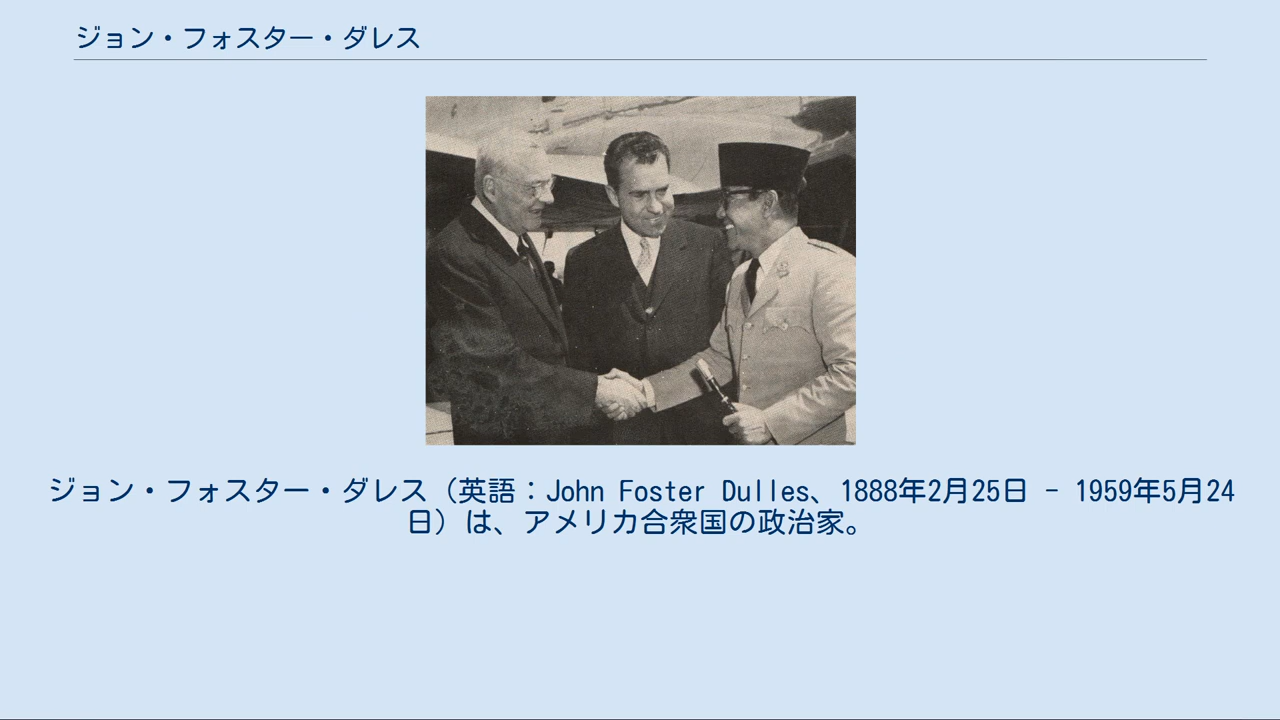 ジョン・フォスター・ダレス
ジョン・フォスター・ダレス（英語：John Foster Dulles、1888年2月25日 - 1959年5月24
日）は、アメリカ合衆国の政治家。